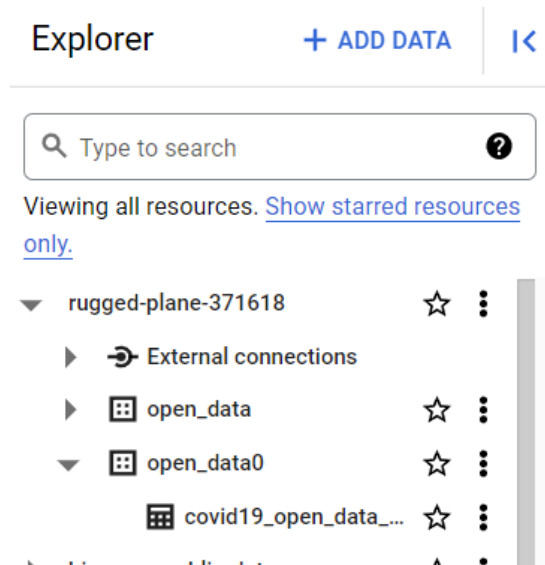 Explorer + ADD DATA
Type to search
Viewing all resources. Show starred resources
only.
rugged-plane-371618
External connections
open_data
open_data0
covid19_open_data_...